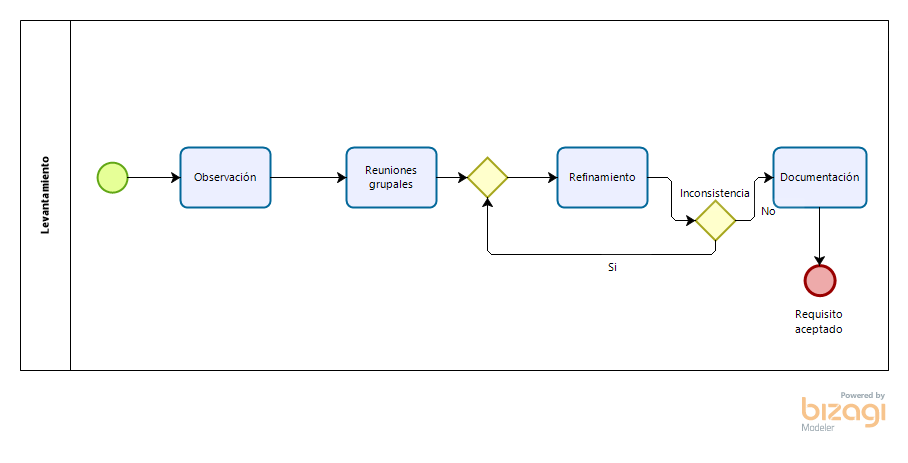 Levantamiento
Observación
Reuniones
grupales
Refinamiento
Inconsistencia
No
Documentación
Si
Requisito
aceptado
Powered by
bizagi
Modeler